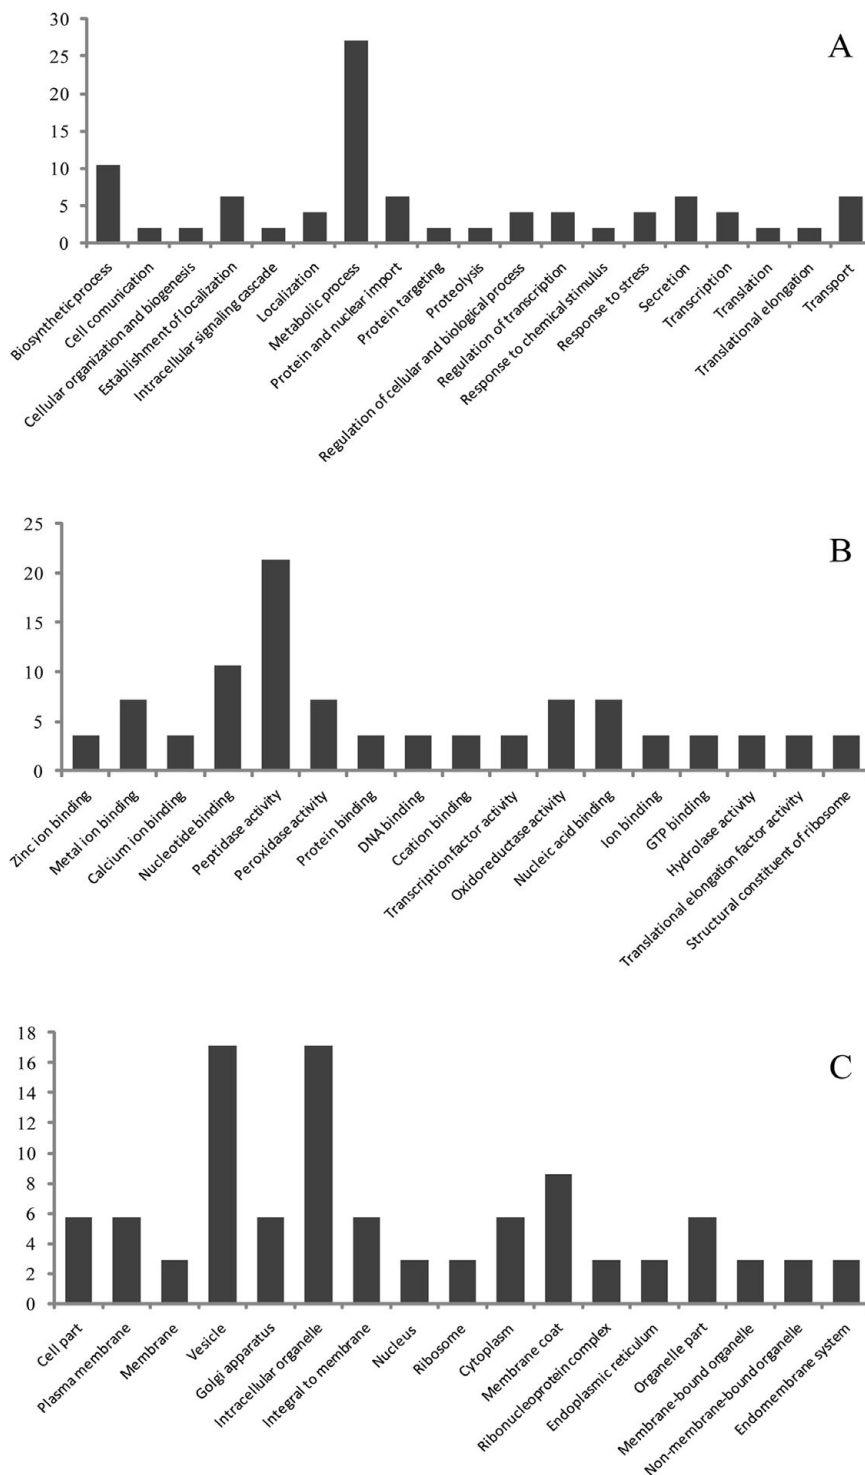 A
30
25
20
15
10
5
0
Biosynthetic process
Cell comunication
Cellular organization and biogenesis
Establishment of localization
Intracellular signaling cascade
Localization
Metabolic process
Protein and nuclear import
Protein targeting
Proteolysis
Regulation of cellular and biological process
Regulation of transcription
Response to chemical stimulus
Response to stress
Secretion
Transcription
Translation
Translational elongation
Transport
B
25
20
15
10
5
0
Zinc ion binding
Metal ion binding
Calcium ion binding
Nucleotide binding
Peptidase activity
Peroxidase activity
Protein binding
DNA binding
Ccation binding
Transcription factor activity
Oxidoreductase activity
Nucleic acid binding
Ion binding
GTP binding
Hydrolase activity
Translational elongation factor activity
Structural constituent of ribosome
C
18
16
14
12
10
8
6
4
2
0
Cell part
Plasma membrane
Membrane
Vesicle
Golgi apparatus
Intracellular organelle
Integral to membrane
Nucleus
Ribosome
Cytoplasm
Membrane coat
Ribonucleoprotein complex
Endoplasmic reticulum
Organelle part
Membrane-bound organelle
Non-membrane-bound organelle
Endomembrane system